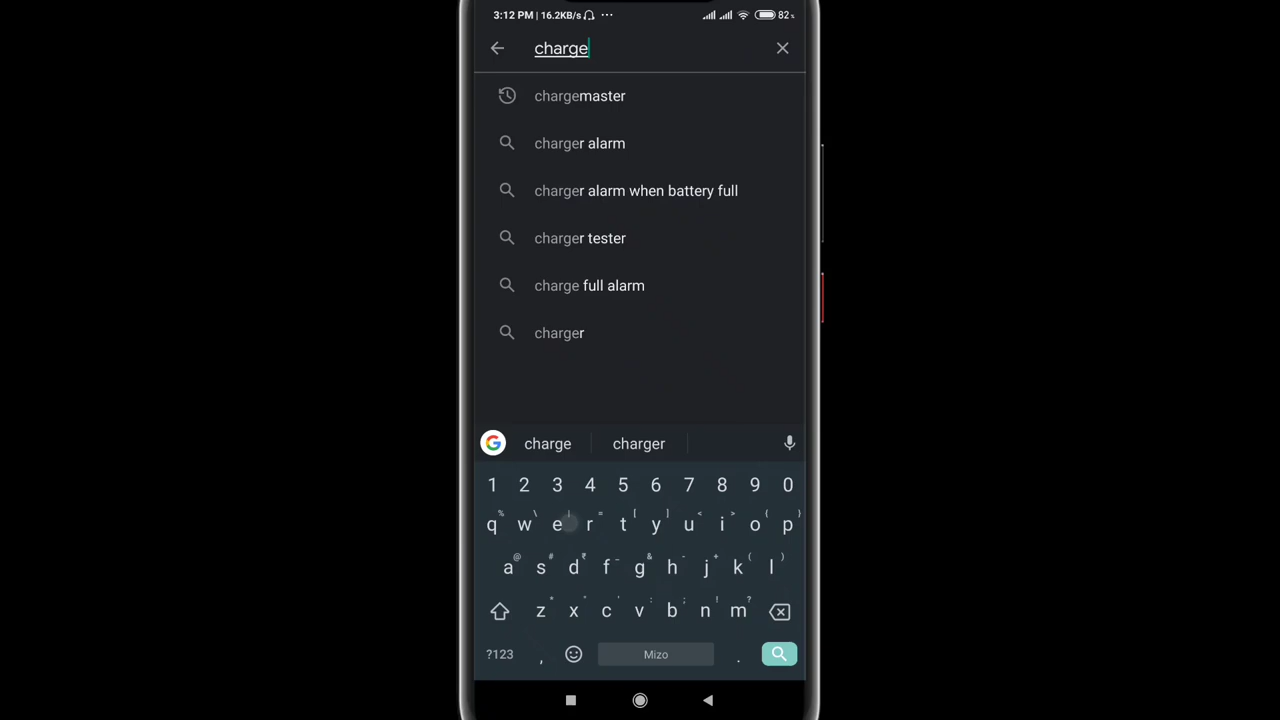 3:12 PM | 16.2KB/s ... 82%
charge
chargemaster
charger alarm
charger alarm when battery full
charger tester
charge full alarm
charger
G charge charger
1 2 3 4 5 6 7 8 9 0
% \ | = [ ] < > { }
q w e r t y u i o p
@ # ₹ _ & - + ( )
a s d f g h j k l
* " ' : ; ! ?
z x c v b n m
?123 , Mizo .